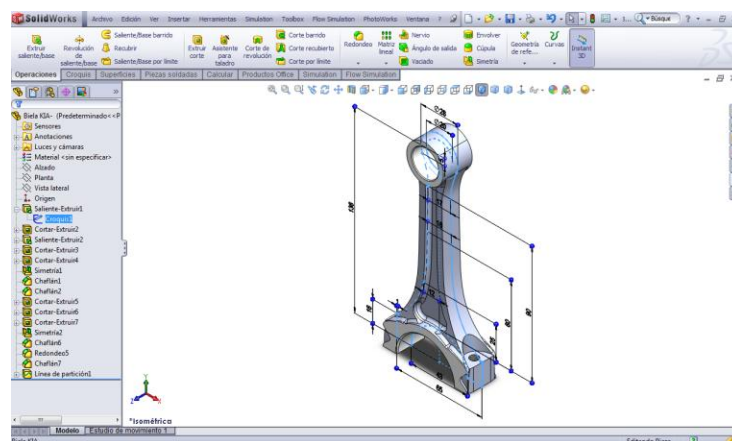 SolidWorks Archivo Edición Ver Insertar Herramientas Simulation Toolbox Flow Simulation PhotoWorks Ventana ?
Extruir saliente/base
Revolución de saliente/base
Saliente/Base barrido
Recubrir
Saliente/Base por límite
Extruir corte
Asistente para taladro
Corte de revolución
Corte barrido
Corte recubierto
Corte por límite
Redondeo
Matriz lineal
Nervio
Ángulo de salida
Vaciado
Envolver
Cúpula
Simetría
Geometría de refe...
Curvas
Instant 3D
Operaciones Croquis Superficies Piezas soldadas Calcular Productos Office Simulation Flow Simulation
Biela KIA- (Predeterminado<<P
Sensores
Anotaciones
Luces y cámaras
Material <sin especificar>
Alzado
Planta
Vista lateral
Origen
Saliente-Extruir1
Croquis1
Cortar-Extruir2
Saliente-Extruir2
Cortar-Extruir3
Cortar-Extruir4
Simetría1
Chaflán1
Chaflán2
Cortar-Extruir5
Cortar-Extruir6
Cortar-Extruir7
Simetría2
Chaflán6
Redondeo5
Chaflán7
Línea de partición1
*Isométrica
Modelo Estudio de movimiento 1
Biela KIA
Editando Pieza